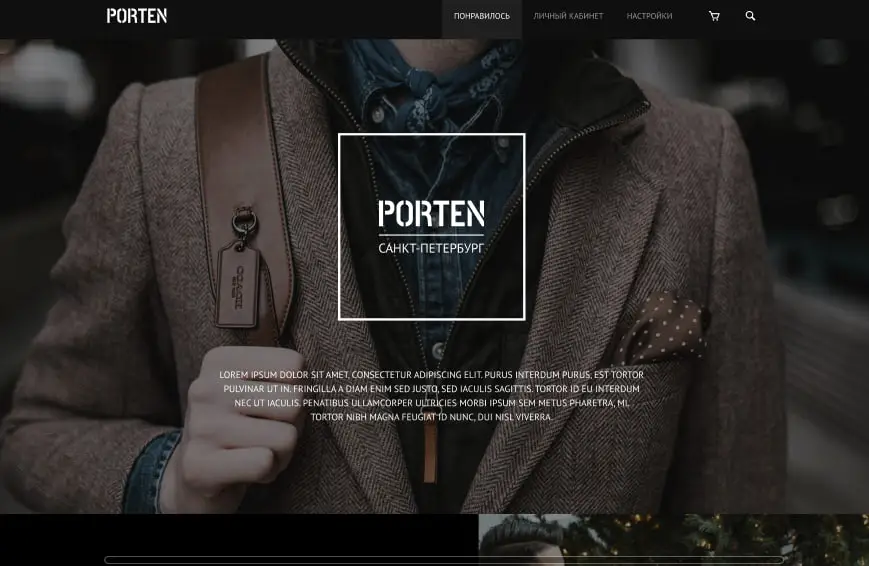 PORTEN
ПОНРАВИЛОСЬ
ЛИЧНЫЙ КАБИНЕТ
НАСТРОЙКИ
PORTEN
САНКТ-ПЕТЕРБУРГ
COACH
LOREM IPSUM DOLOR SIT AMET, CONSECTETUR ADIPISCING ELIT. PURUS INTERDUM PURUS, EST TORTOR
PULVINAR UT IN. FRINGILLA A DIAM ENIM SED JUSTO, SED IACULIS SAGITTIS. TORTOR ID EU INTERDUM
NEC UT IACULIS. PENATIBUS ULLAMCORPER ULTRICIES MORBI IPSUM SEM METUS PHARETRA, MI.
TORTOR NIBH MAGNA FEUGIAT ID NUNC, DUI NISL VIVERRA.